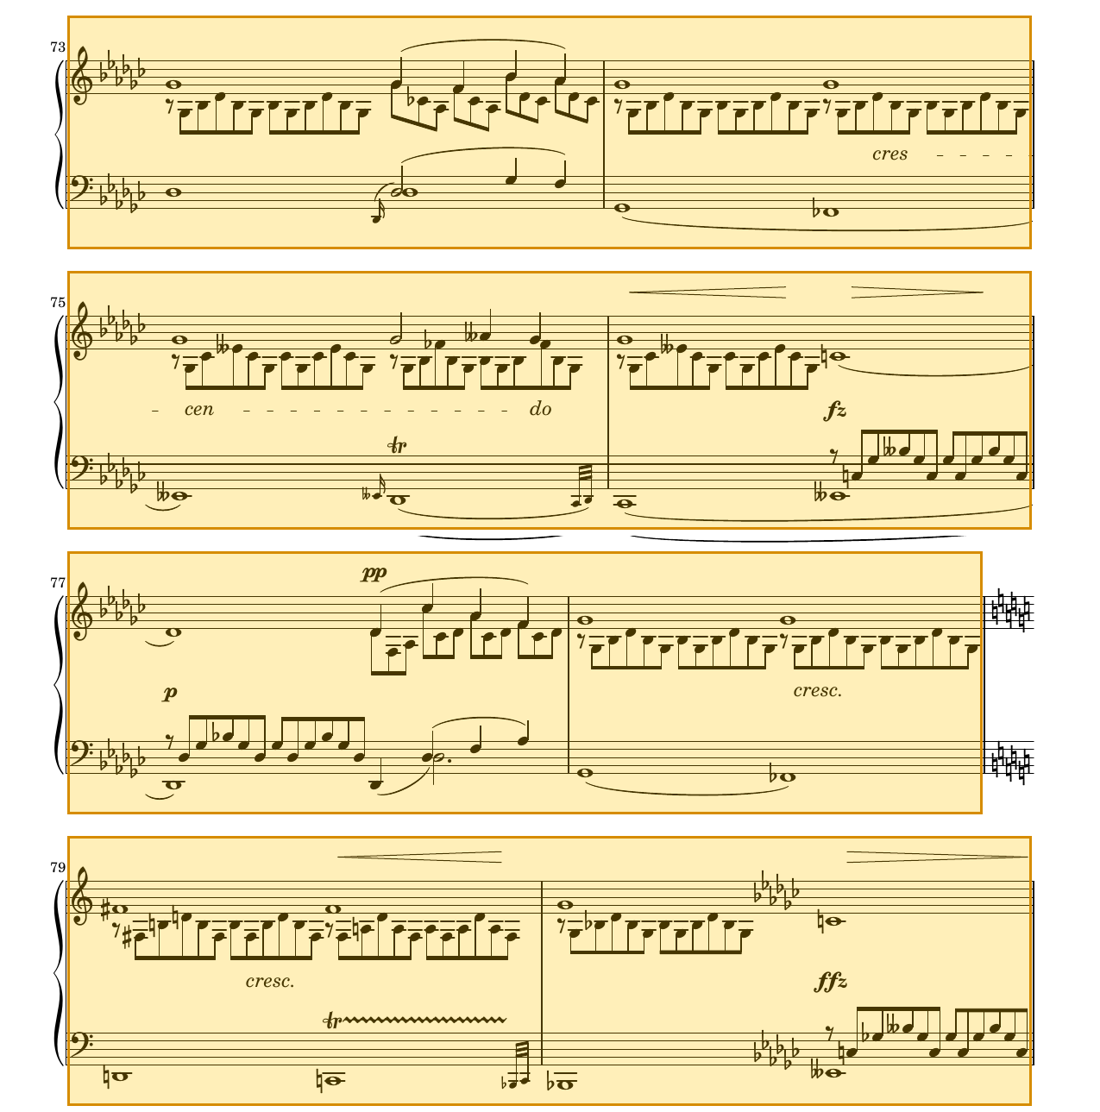 73
cres - - - -
75
- cen - - - - - - - - - do
tr
fz
77
pp
p
cresc.
79
cresc.
ffz
tr